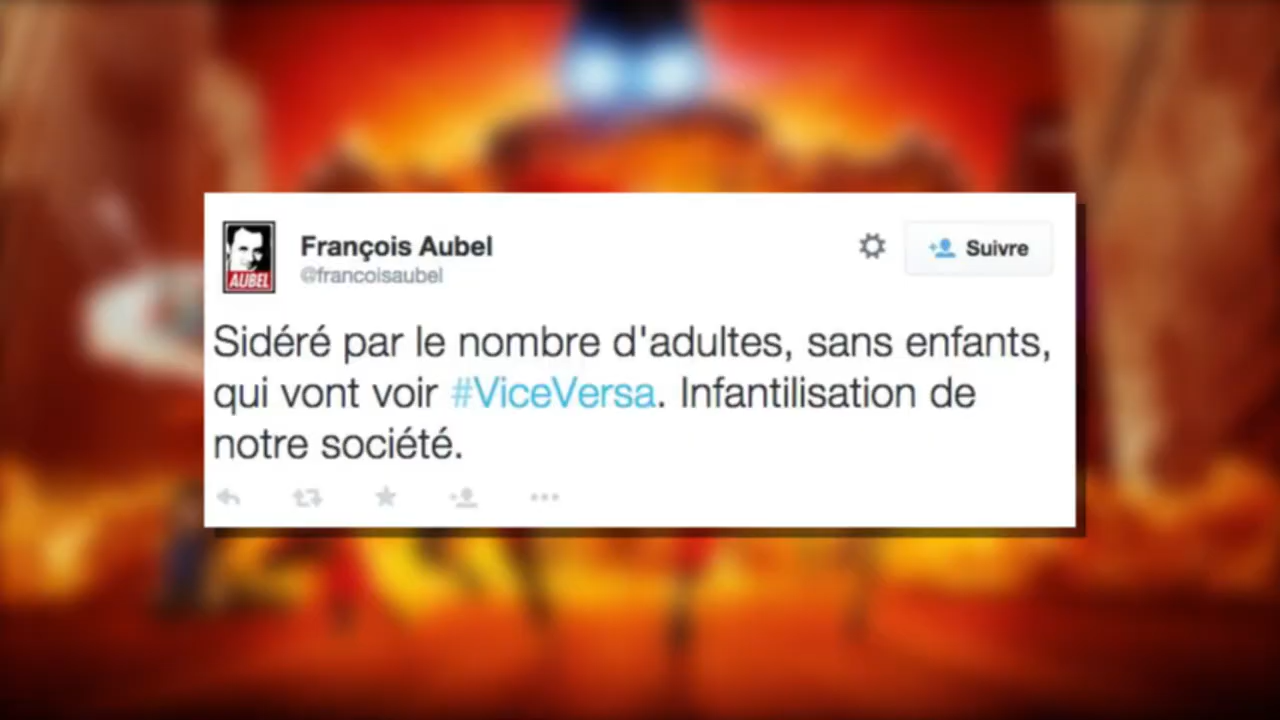 AUBEL
François Aubel
@francoisaubel
Suivre
Sidéré par le nombre d'adultes, sans enfants,
qui vont voir #ViceVersa. Infantilisation de
notre société.